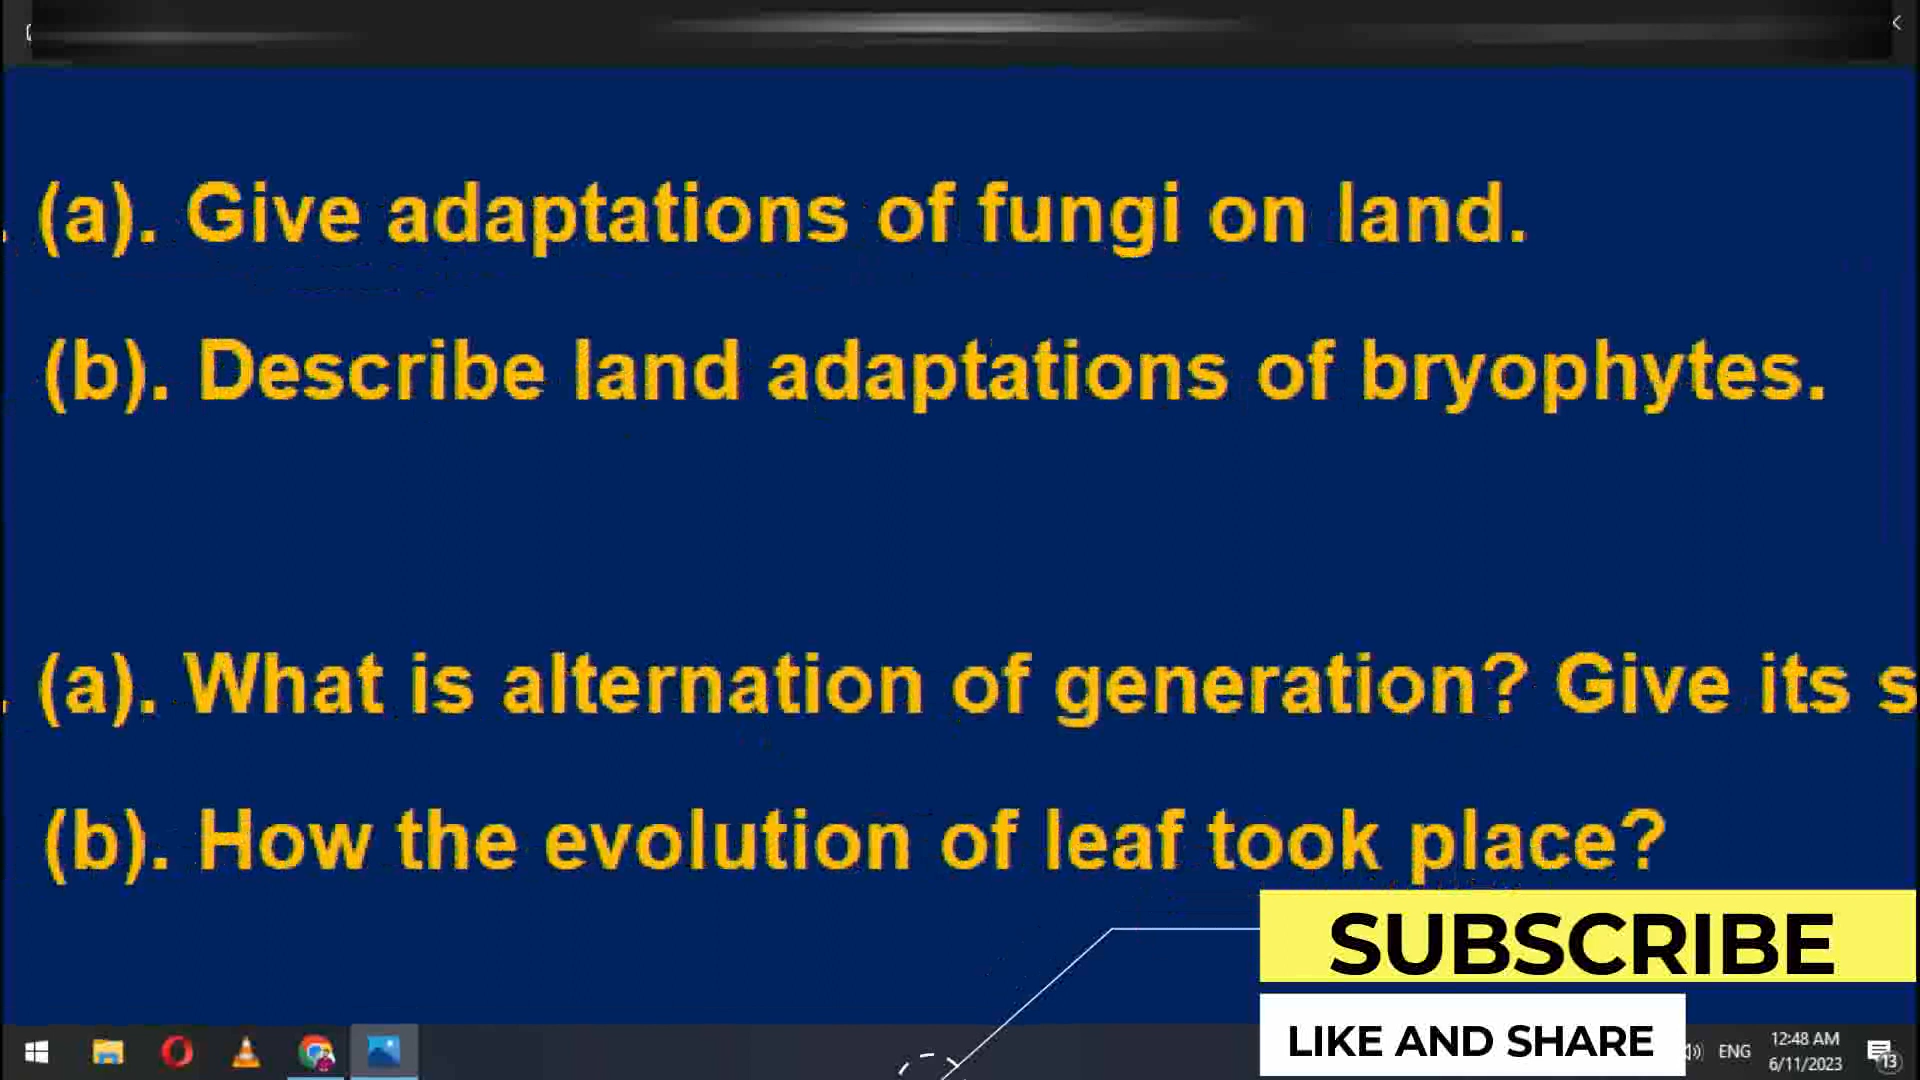 . (a). Give adaptations of fungi on land.
(b). Describe land adaptations of bryophytes.
. (a). What is alternation of generation? Give its s
(b). How the evolution of leaf took place?
SUBSCRIBE
LIKE AND SHARE
ENG
12:48 AM
6/11/2023
13